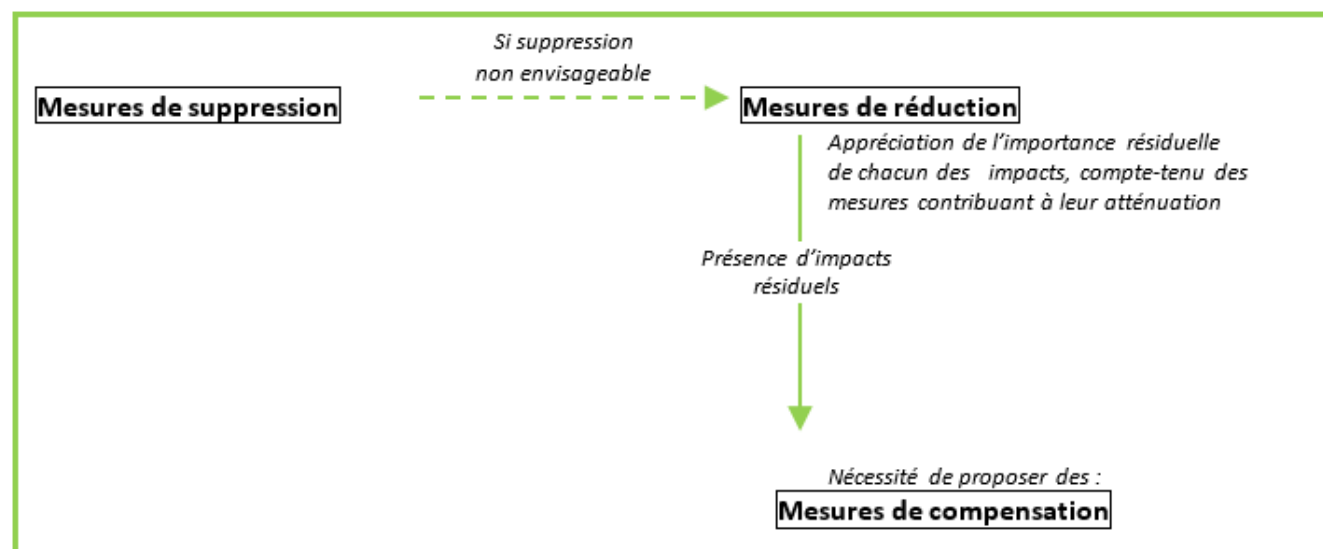 Si suppression
non envisageable
Mesures de suppression
Mesures de réduction
Appréciation de l’importance résiduelle
de chacun des impacts, compte-tenu des
mesures contribuant à leur atténuation
Présence d’impacts
résiduels
Nécessité de proposer des :
Mesures de compensation